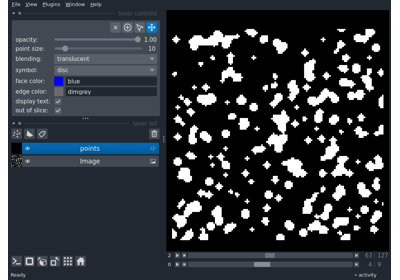 File View Plugins Window Help
layer controls
opacity: 1.00
point size: 10
blending: translucent
symbol: disc
face color: blue
edge color: dimgrey
display text:
out of slice:
layer list
points
Image
2 63 127
0 4 9
Ready activity